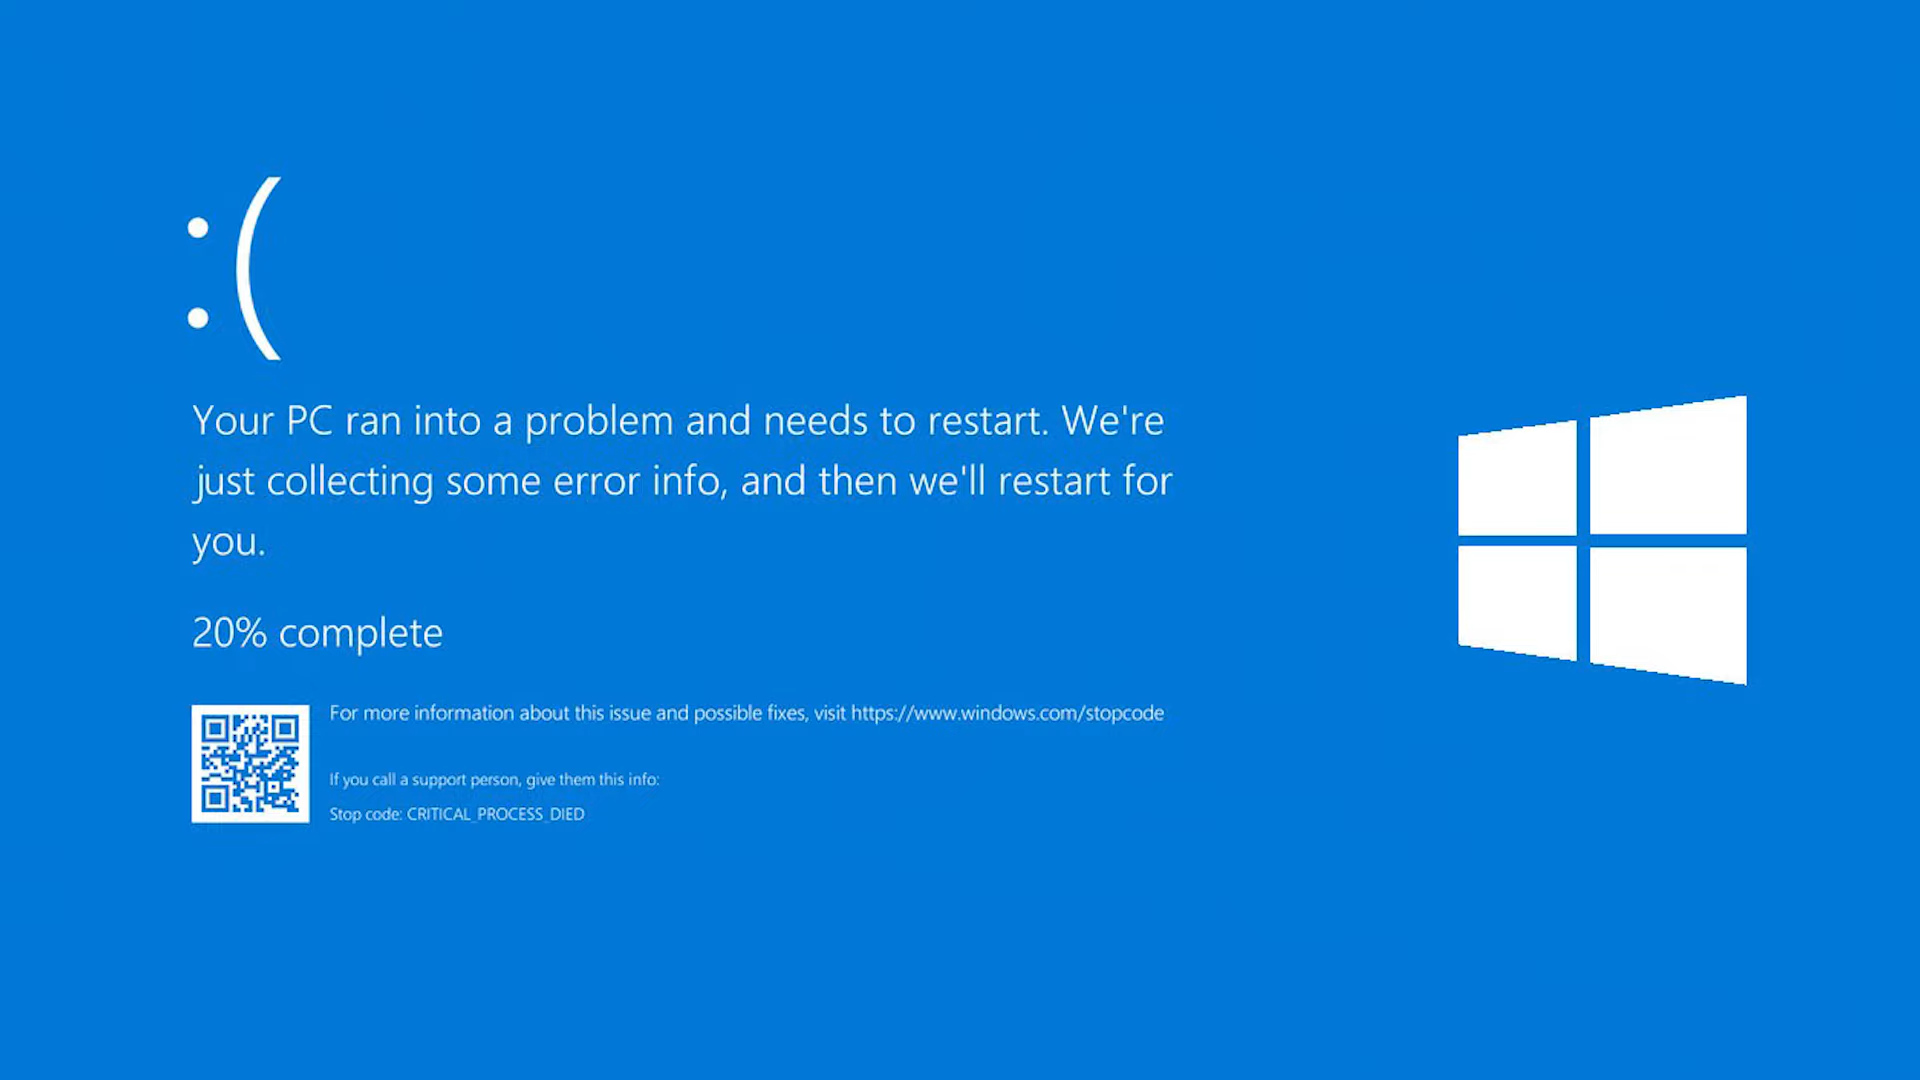 :(
Your PC ran into a problem and needs to restart. We're
just collecting some error info, and then we'll restart for
you.
20% complete
For more information about this issue and possible fixes, visit https://www.windows.com/stopcode
If you call a support person, give them this info:
Stop code: CRITICAL_PROCESS_DIED